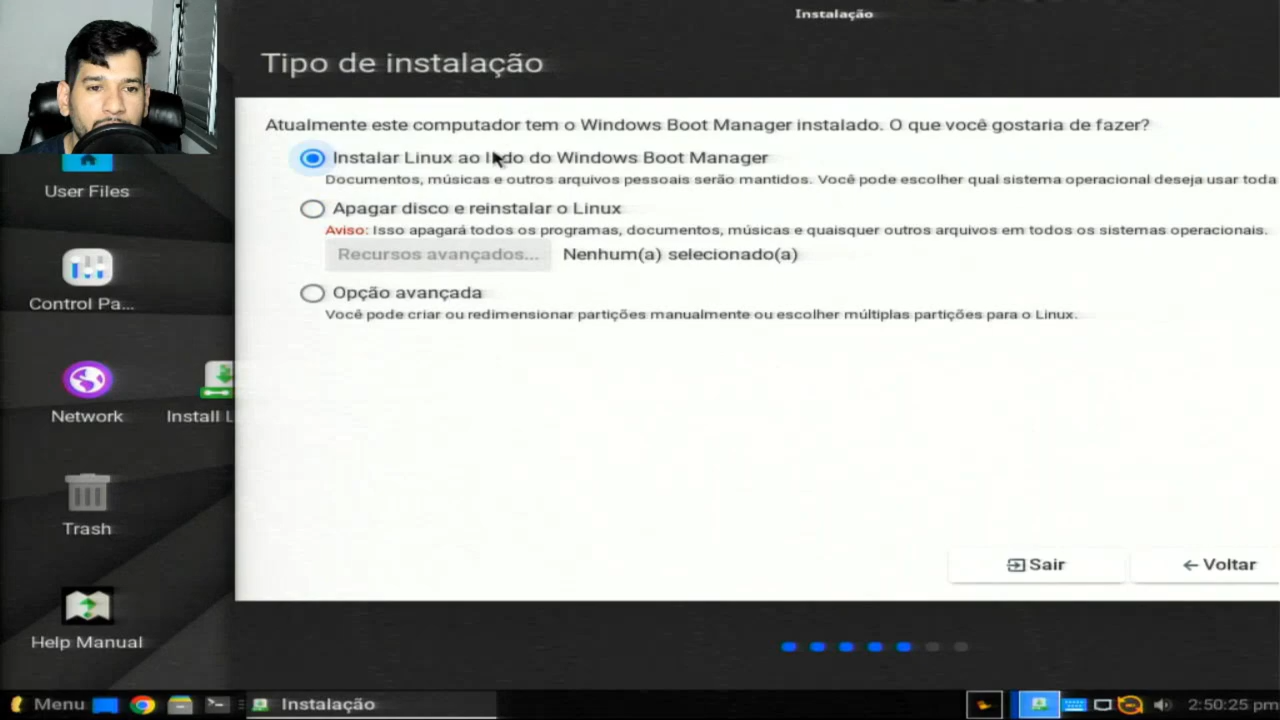 Instalação
Tipo de instalação
Atualmente este computador tem o Windows Boot Manager instalado. O que você gostaria de fazer?
Instalar Linux ao lado do Windows Boot Manager
Documentos, músicas e outros arquivos pessoais serão mantidos. Você pode escolher qual sistema operacional deseja usar toda
Apagar disco e reinstalar o Linux
Aviso: Isso apagará todos os programas, documentos, músicas e quaisquer outros arquivos em todos os sistemas operacionais.
Recursos avançados... Nenhum(a) selecionado(a)
Opção avançada
Você pode criar ou redimensionar partições manualmente ou escolher múltiplas partições para o Linux.
User Files
Control Pa...
Network
Install L
Trash
Help Manual
Sair
Voltar
Menu
Instalação
2:50:25 pm